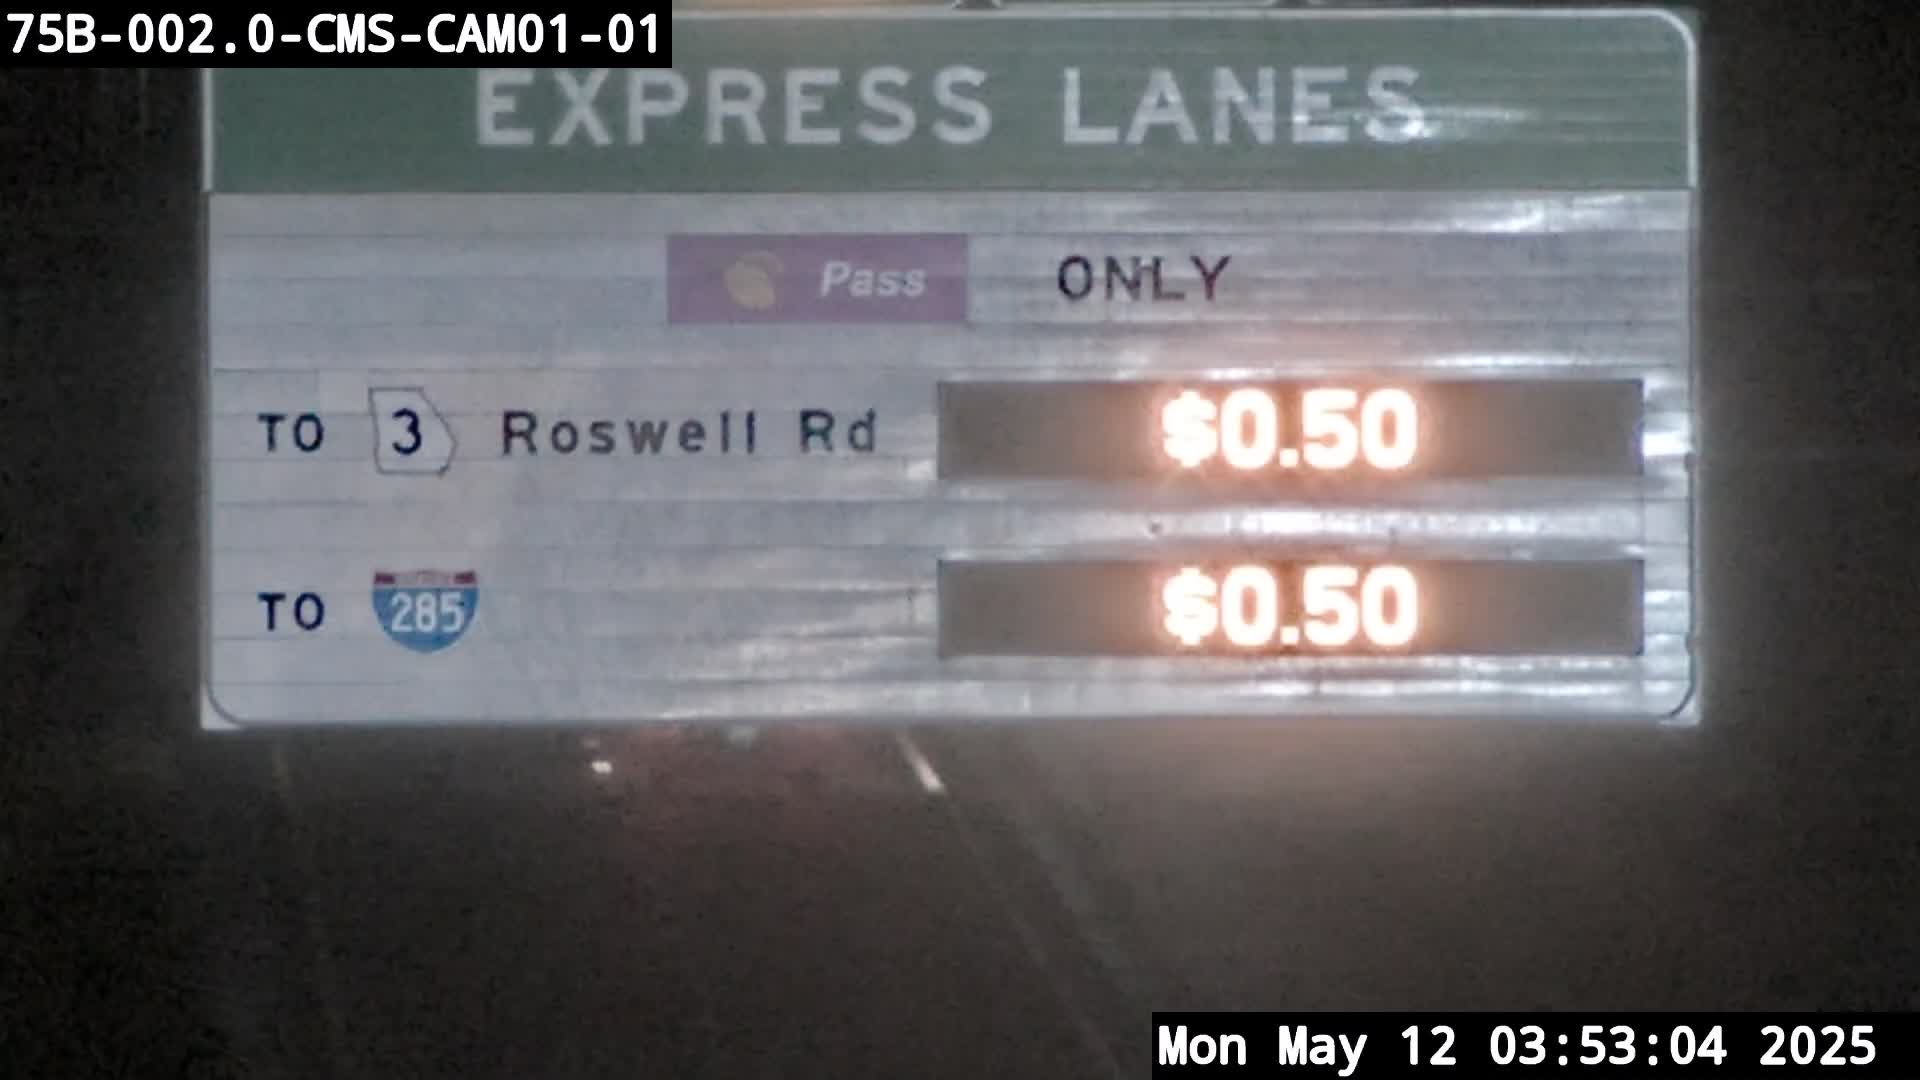 75B-002.0-CMS-CAM01-01
EXPRESS LANES
Pass ONLY
TO 3 Roswell Rd $0.50
TO 285 $0.50
Mon May 12 03:53:04 2025